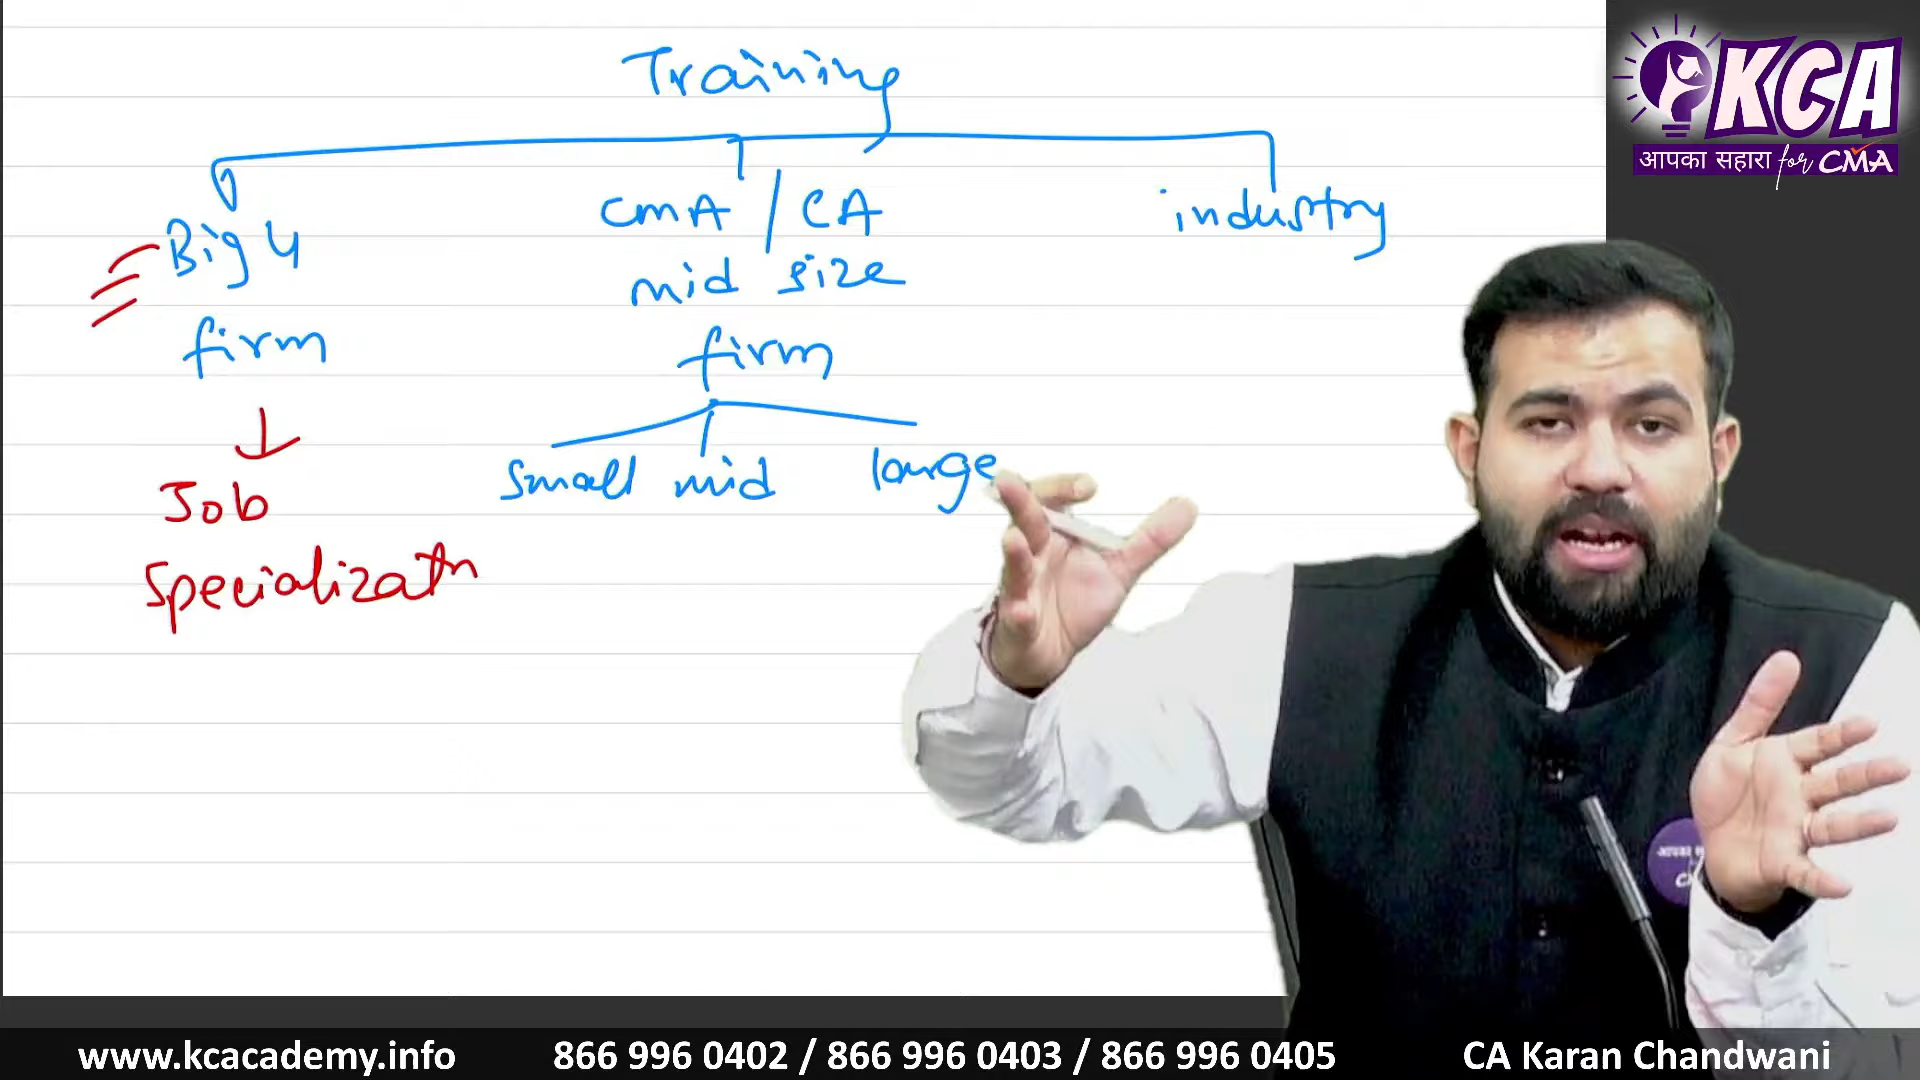 Training
Big 4
firm
Job
Specializatn
CMA / CA
mid size
firm
small mid large
industry
KCA
आपका सहारा for CMA
आपका
www.kcacademy.info 866 996 0402 / 866 996 0403 / 866 996 0405 CA Karan Chandwani